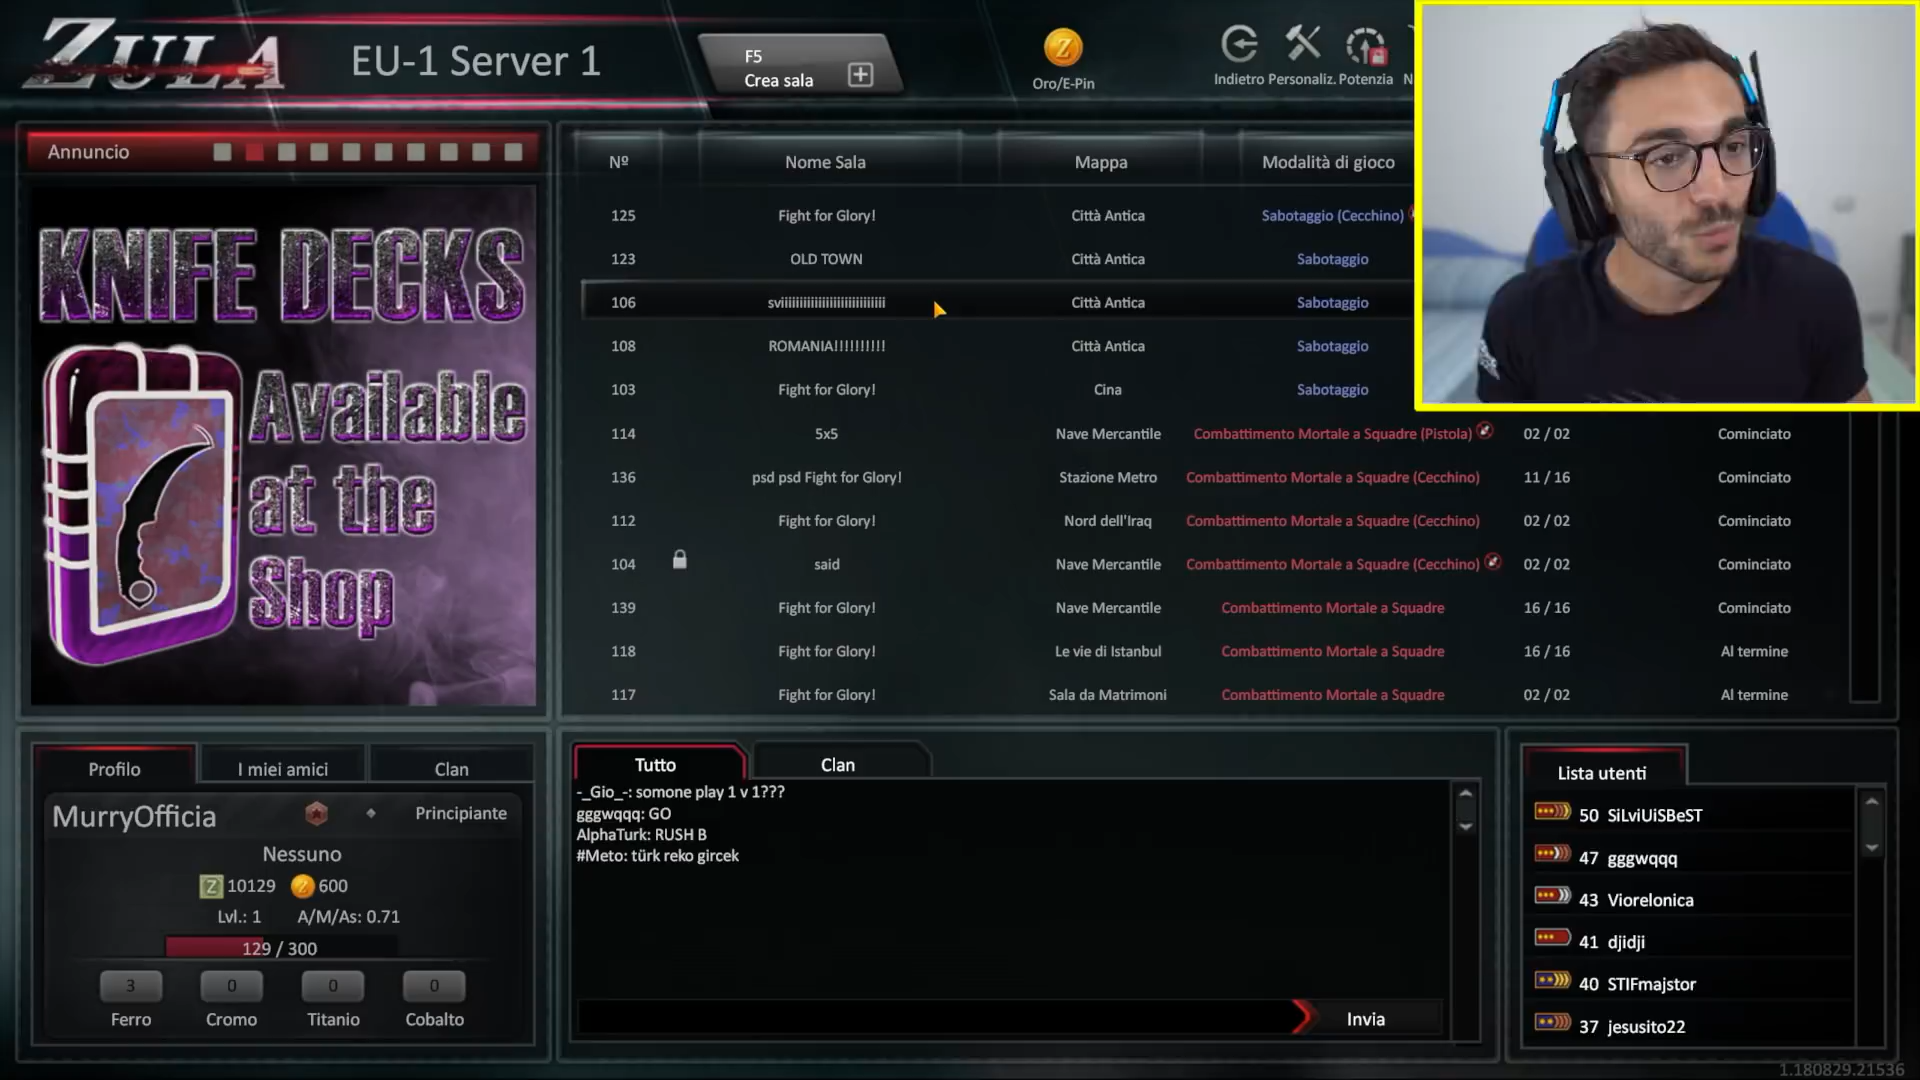 ZULA
EU-1 Server 1
F5
Crea sala
Oro/E-Pin
Indietro
Personaliz.
Potenzia
N
Annuncio
KNIFE DECKS
Available
at the
Shop
Nº Nome Sala Mappa Modalità di gioco
125 Fight for Glory! Città Antica Sabotaggio (Cecchino)
123 OLD TOWN Città Antica Sabotaggio
106 Città Antica Sabotaggio
108 ROMANIA!!!!!!!!!! Città Antica Sabotaggio
103 Fight for Glory! Cina Sabotaggio
114 5x5 Nave Mercantile Combattimento Mortale a Squadre (Pistola) 02 / 02 Cominciato
136 psd psd Fight for Glory! Stazione Metro Combattimento Mortale a Squadre (Cecchino) 11 / 16 Cominciato
112 Fight for Glory! Nord dell'Iraq Combattimento Mortale a Squadre (Cecchino) 02 / 02 Cominciato
104 said Nave Mercantile Combattimento Mortale a Squadre (Cecchino) 02 / 02 Cominciato
139 Fight for Glory! Nave Mercantile Combattimento Mortale a Squadre 16 / 16 Cominciato
118 Fight for Glory! Le vie di Istanbul Combattimento Mortale a Squadre 16 / 16 Al termine
117 Fight for Glory! Sala da Matrimoni Combattimento Mortale a Squadre 02 / 02 Al termine
Profilo I miei amici Clan
MurryOfficia Principiante
Nessuno
10129 600
Lvl.: 1 A/M/As: 0.71
129 / 300
3 0 0 0
Ferro Cromo Titanio Cobalto
Tutto Clan
-_Gio_-: somone play 1 v 1???
gggwqqq: GO
AlphaTurk: RUSH B
#Meto: türk reko gircek
Invia
Lista utenti
50 SiLviUiSBeST
47 gggwqqq
43 Viorelonica
41 djidji
40 STIFmajstor
37 jesusito22
1.180829.21536